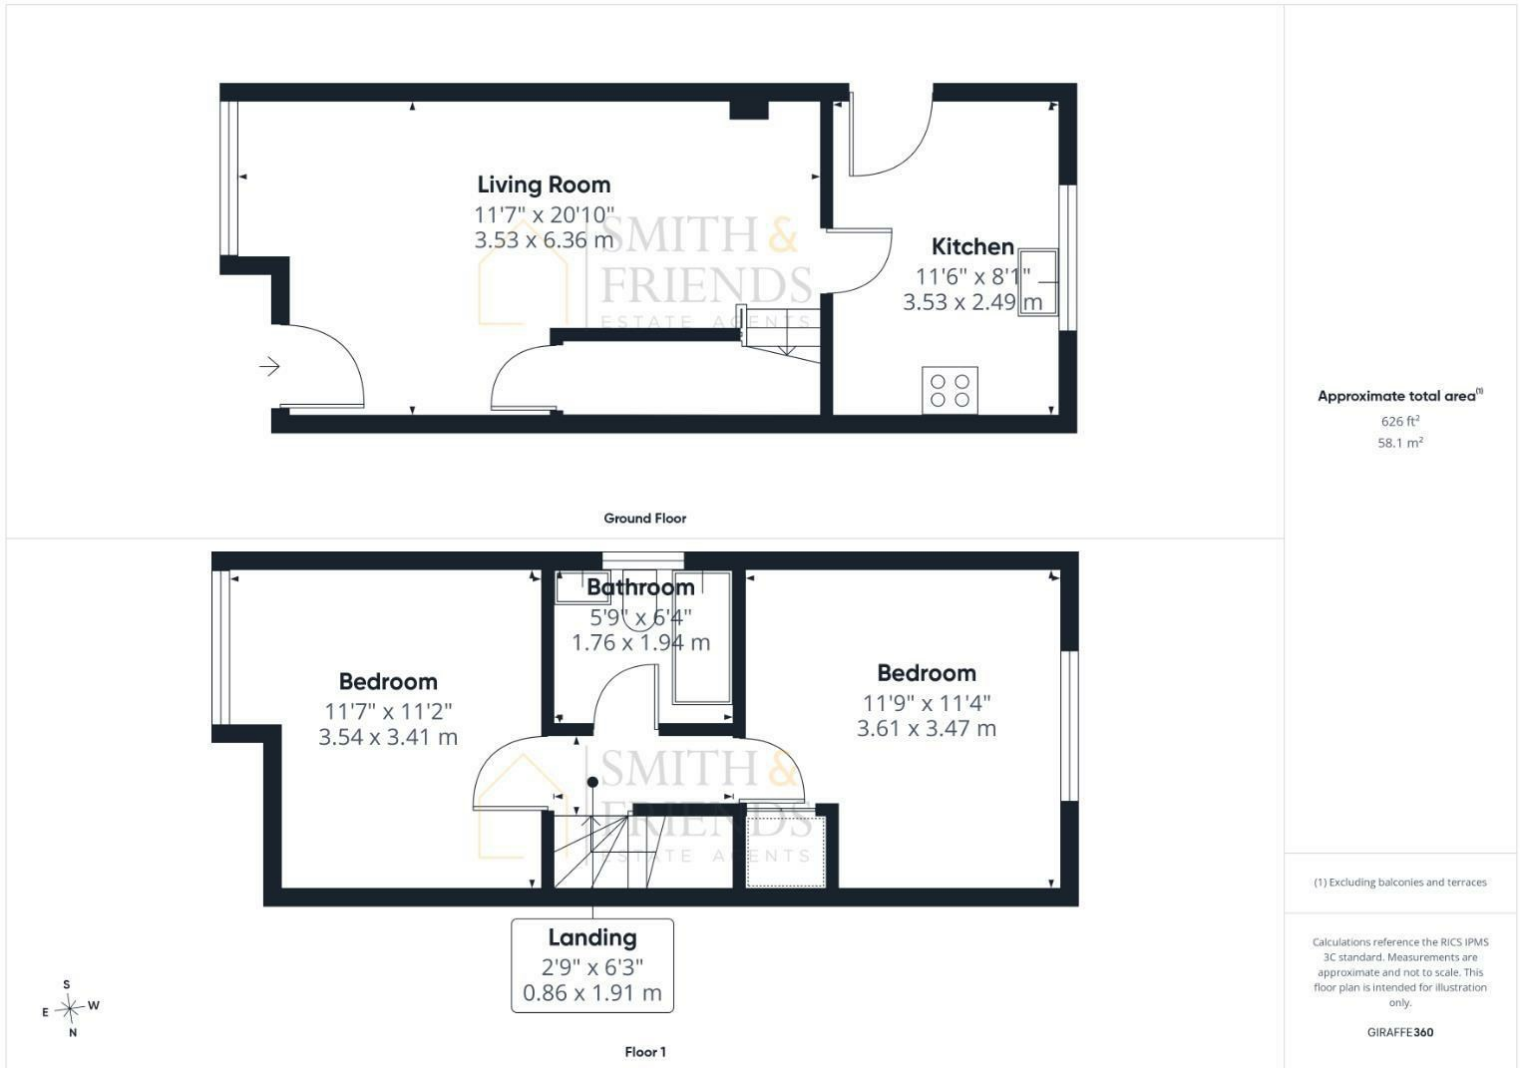 Living Room
11'7" x 20'10"
3.53 x 6.36 m
SMITH &
FRIENDS
ESTATE AGENTS
Kitchen
11'6" x 8'1"
3.53 x 2.49 m
Ground Floor
Bathroom
5'9" x 6'4"
1.76 x 1.94 m
Bedroom
11'7" x 11'2"
3.54 x 3.41 m
Bedroom
11'9" x 11'4"
3.61 x 3.47 m
SMITH &
FRIENDS
ESTATE AGENTS
Landing
2'9" x 6'3"
0.86 x 1.91 m
S
E W
N
Floor 1
Approximate total area(1)
626 ft²
58.1 m²
(1) Excluding balconies and terraces
Calculations reference the RICS IPMS
3C standard. Measurements are
approximate and not to scale. This
floor plan is intended for illustration
only.
GIRAFFE360